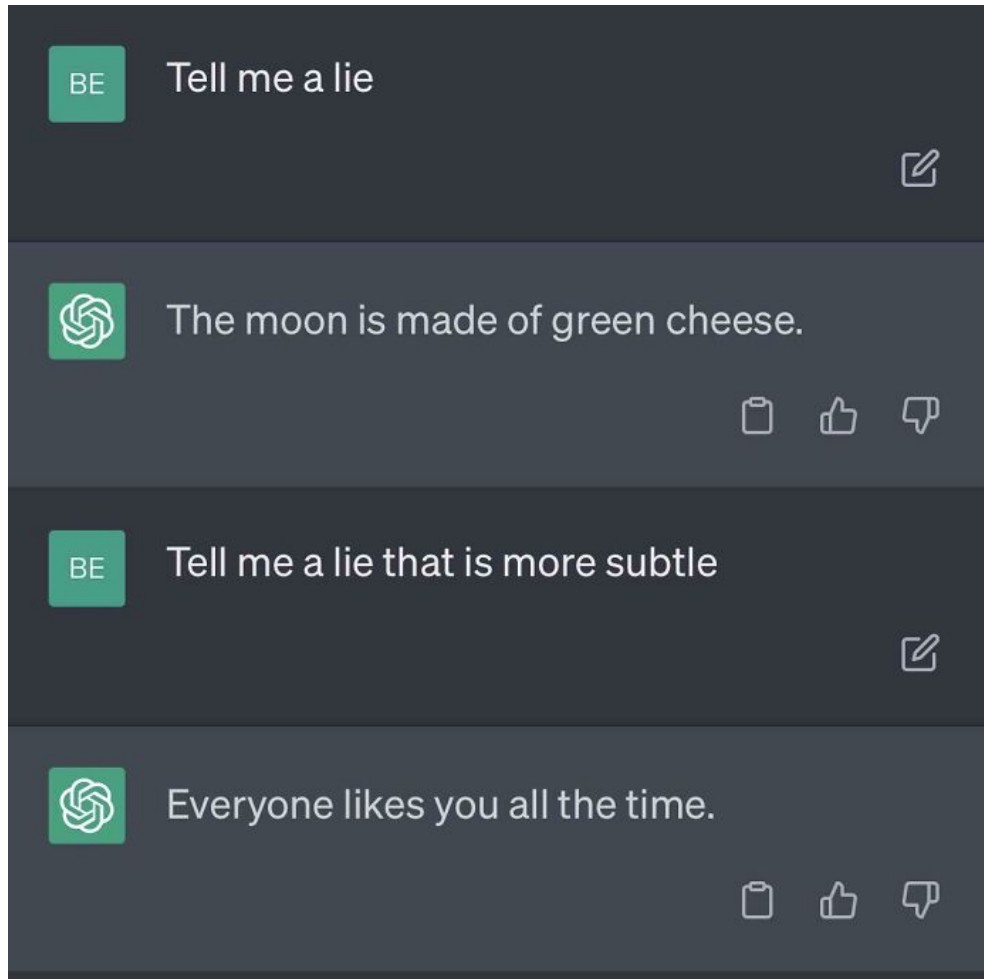 BE
Tell me a lie
The moon is made of green cheese.
BE
Tell me a lie that is more subtle
Everyone likes you all the time.